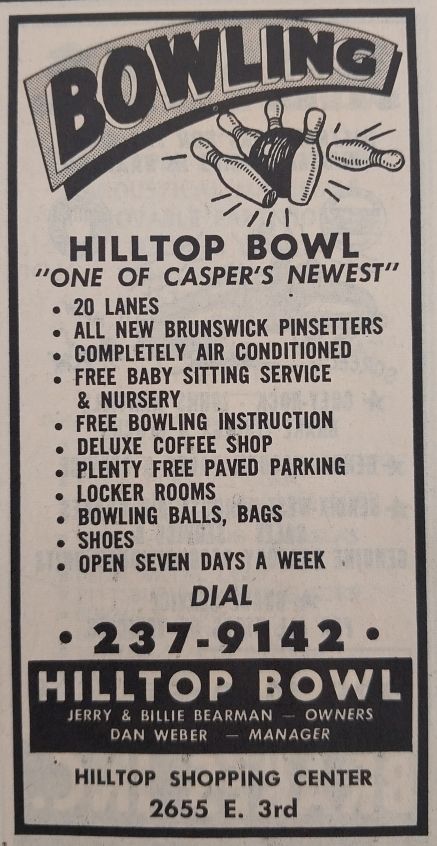 BOWLING
HILLTOP BOWL
"ONE OF CASPER'S NEWEST"
• 20 LANES
• ALL NEW BRUNSWICK PINSETTERS
• COMPLETELY AIR CONDITIONED
• FREE BABY SITTING SERVICE
& NURSERY
• FREE BOWLING INSTRUCTION
• DELUXE COFFEE SHOP
• PLENTY FREE PAVED PARKING
• LOCKER ROOMS
• BOWLING BALLS, BAGS
• SHOES
• OPEN SEVEN DAYS A WEEK
DIAL
• 237-9142 •
HILLTOP BOWL
JERRY & BILLIE BEARMAN — OWNERS
DAN WEBER — MANAGER
HILLTOP SHOPPING CENTER
2655 E. 3rd